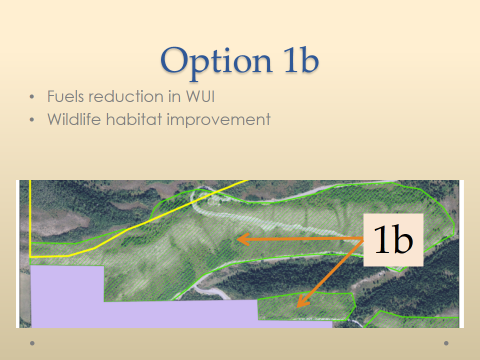 Option 1b
• Fuels reduction in WUI
• Wildlife habitat improvement
1b